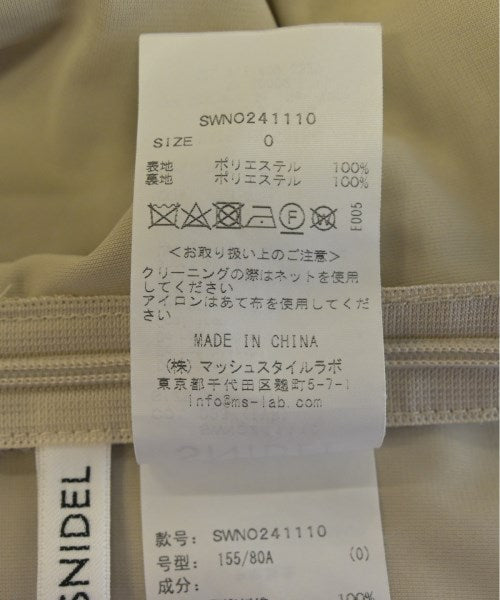 SWNO241110
SIZE 0
表地 ポリエステル 100%
裏地 ポリエステル 100%
F
W
E005
<お取り扱い上のご注意>
クリーニングの際はネットを使用
してください
アイロンはあて布を使用してくだ
さい
MADE IN CHINA
(株) マッシュスタイルラボ
東京都千代田区麹町5-7-1
info@ms-lab.com
SNIDEL
款号: SWNO241110
号型: 155/80A (0)
成分:
100%